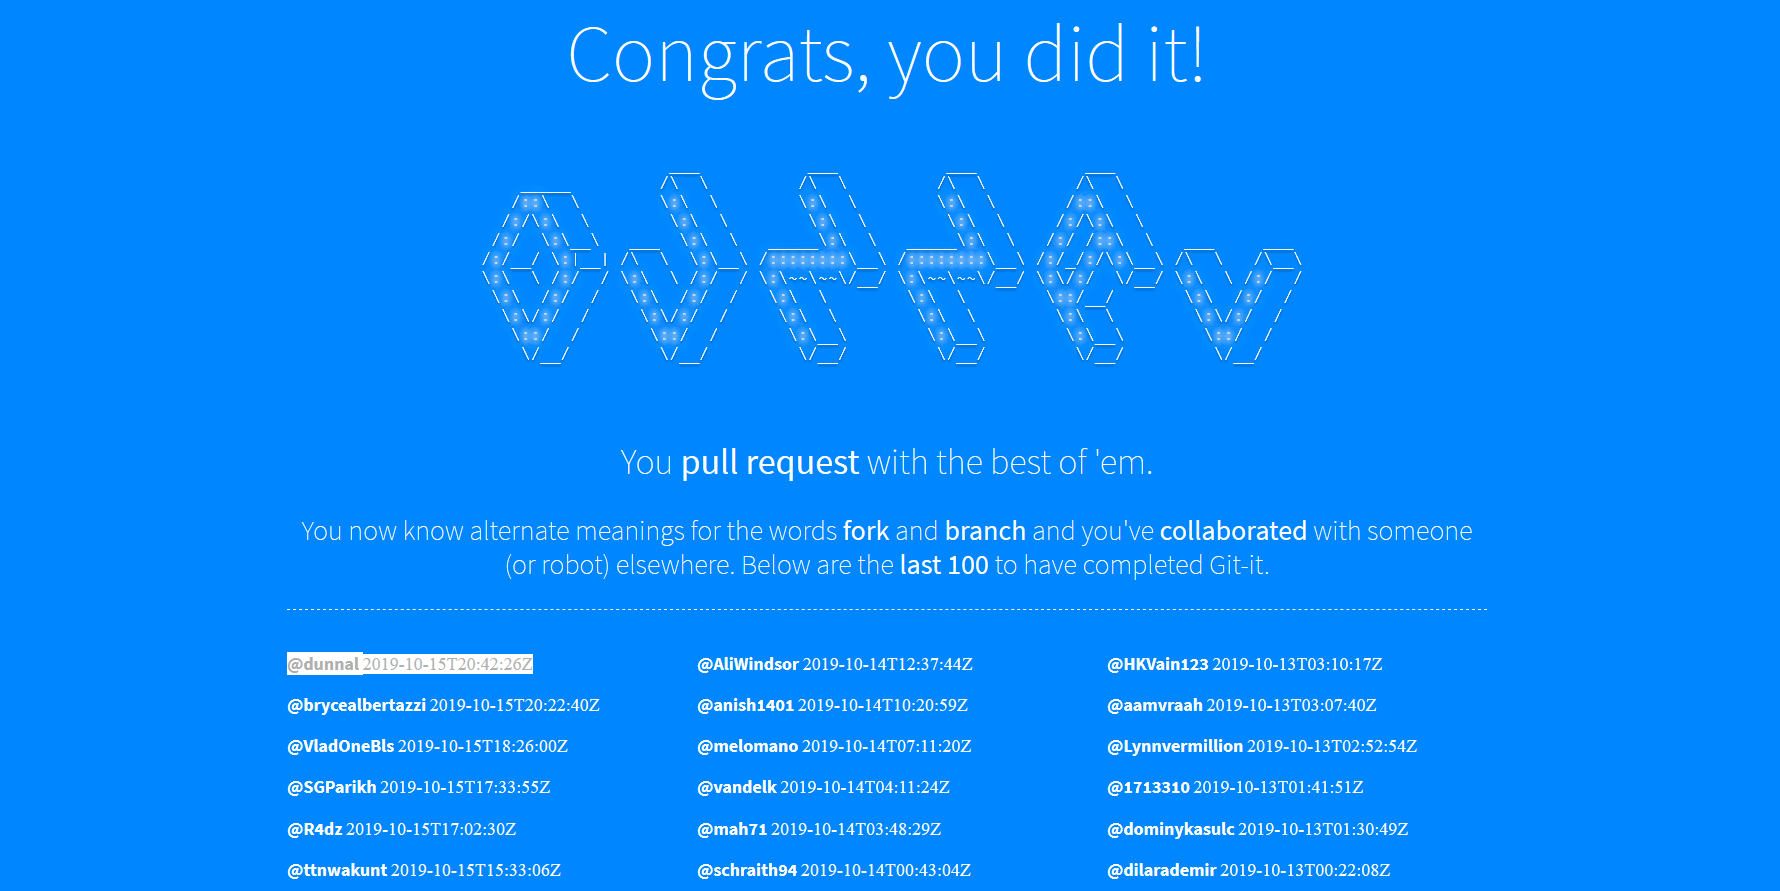 Congrats, you did it!
You pull request with the best of 'em.
You now know alternate meanings for the words fork and branch and you've collaborated with someone
(or robot) elsewhere. Below are the last 100 to have completed Git-it.
@dunnal 2019-10-15T20:42:26Z
@brycealbertazzi 2019-10-15T20:22:40Z
@VladOneBls 2019-10-15T18:26:00Z
@SGParikh 2019-10-15T17:33:55Z
@R4dz 2019-10-15T17:02:30Z
@ttnwakunt 2019-10-15T15:33:06Z
@AliWindsor 2019-10-14T12:37:44Z
@anish1401 2019-10-14T10:20:59Z
@melomano 2019-10-14T07:11:20Z
@vandelk 2019-10-14T04:11:24Z
@mah71 2019-10-14T03:48:29Z
@schraith94 2019-10-14T00:43:04Z
@HKVain123 2019-10-13T03:10:17Z
@aamvraah 2019-10-13T03:07:40Z
@Lynnvermillion 2019-10-13T02:52:54Z
@1713310 2019-10-13T01:41:51Z
@dominykasulc 2019-10-13T01:30:49Z
@dilarademir 2019-10-13T00:22:08Z